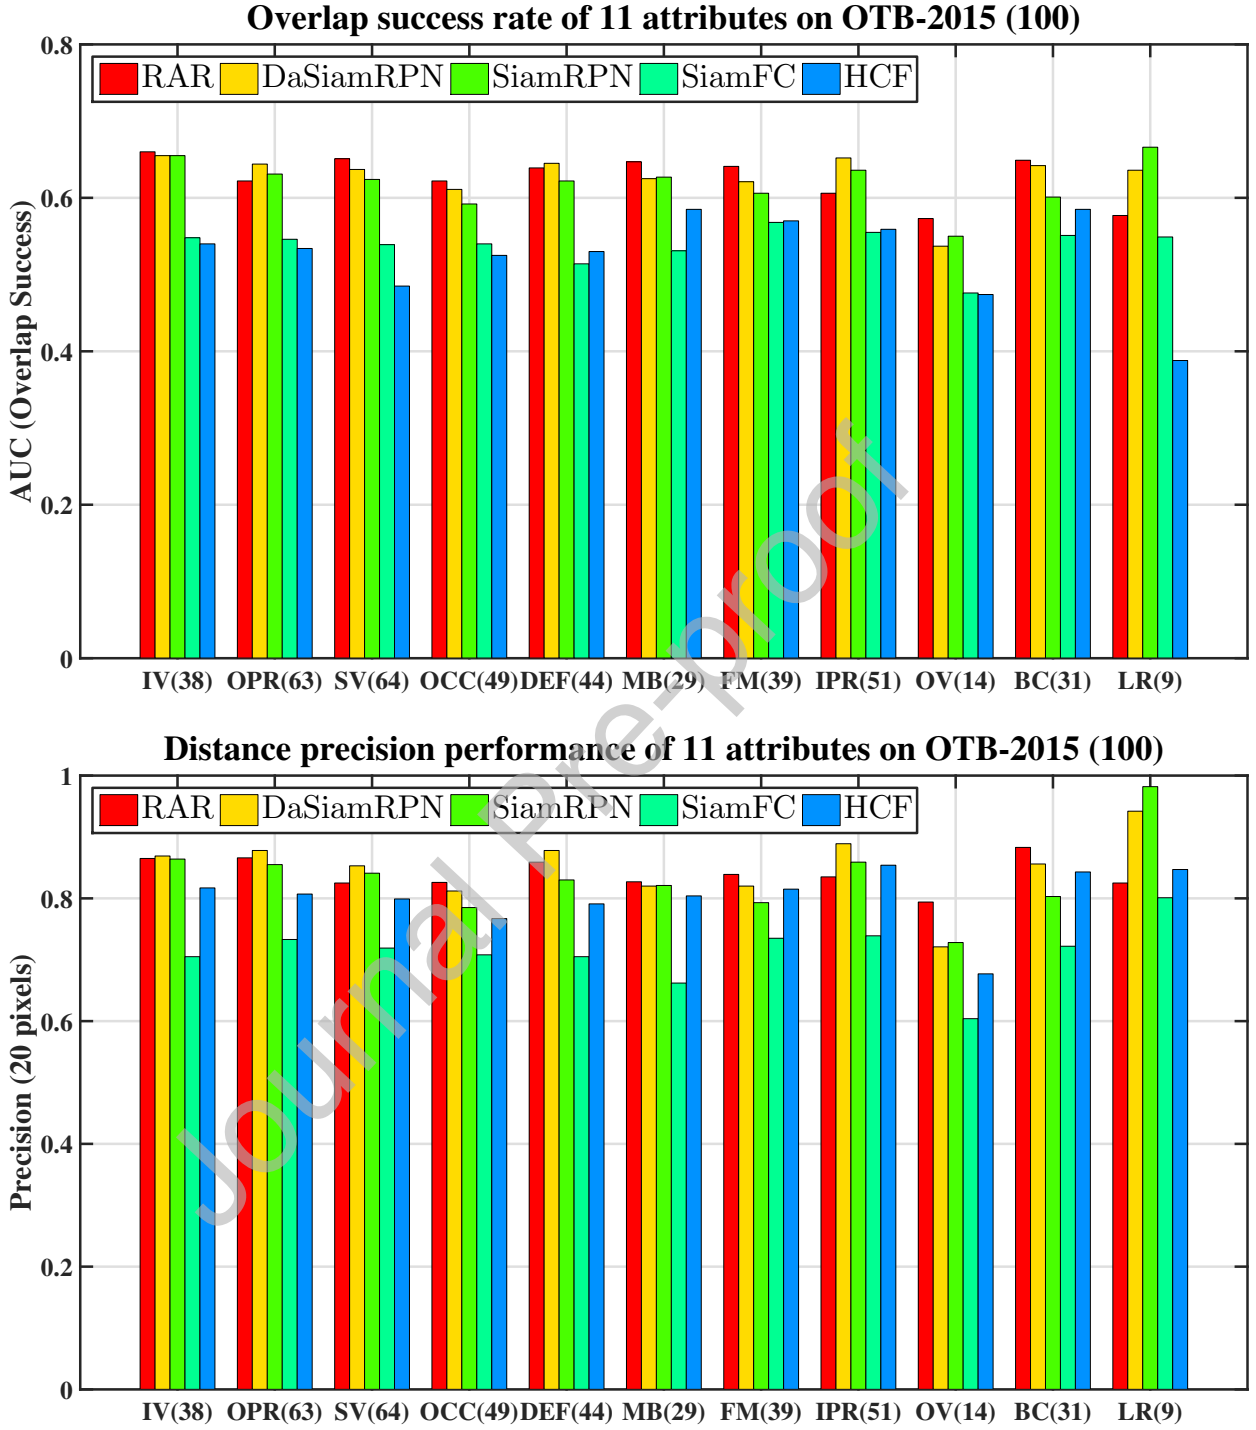 Overlap success rate of 11 attributes on OTB-2015 (100)
0.8
RAR DaSiamRPN SiamRPN SiamFC HCF
0.6
0.4
0.2
0
AUC (Overlap Success)
IV(38) OPR(63) SV(64) OCC(49) DEF(44) MB(29) FM(39) IPR(51) OV(14) BC(31) LR(9)
Journal Pre-proof
Distance precision performance of 11 attributes on OTB-2015 (100)
1
RAR DaSiamRPN SiamRPN SiamFC HCF
0.8
0.6
0.4
0.2
0
Precision (20 pixels)
IV(38) OPR(63) SV(64) OCC(49) DEF(44) MB(29) FM(39) IPR(51) OV(14) BC(31) LR(9)